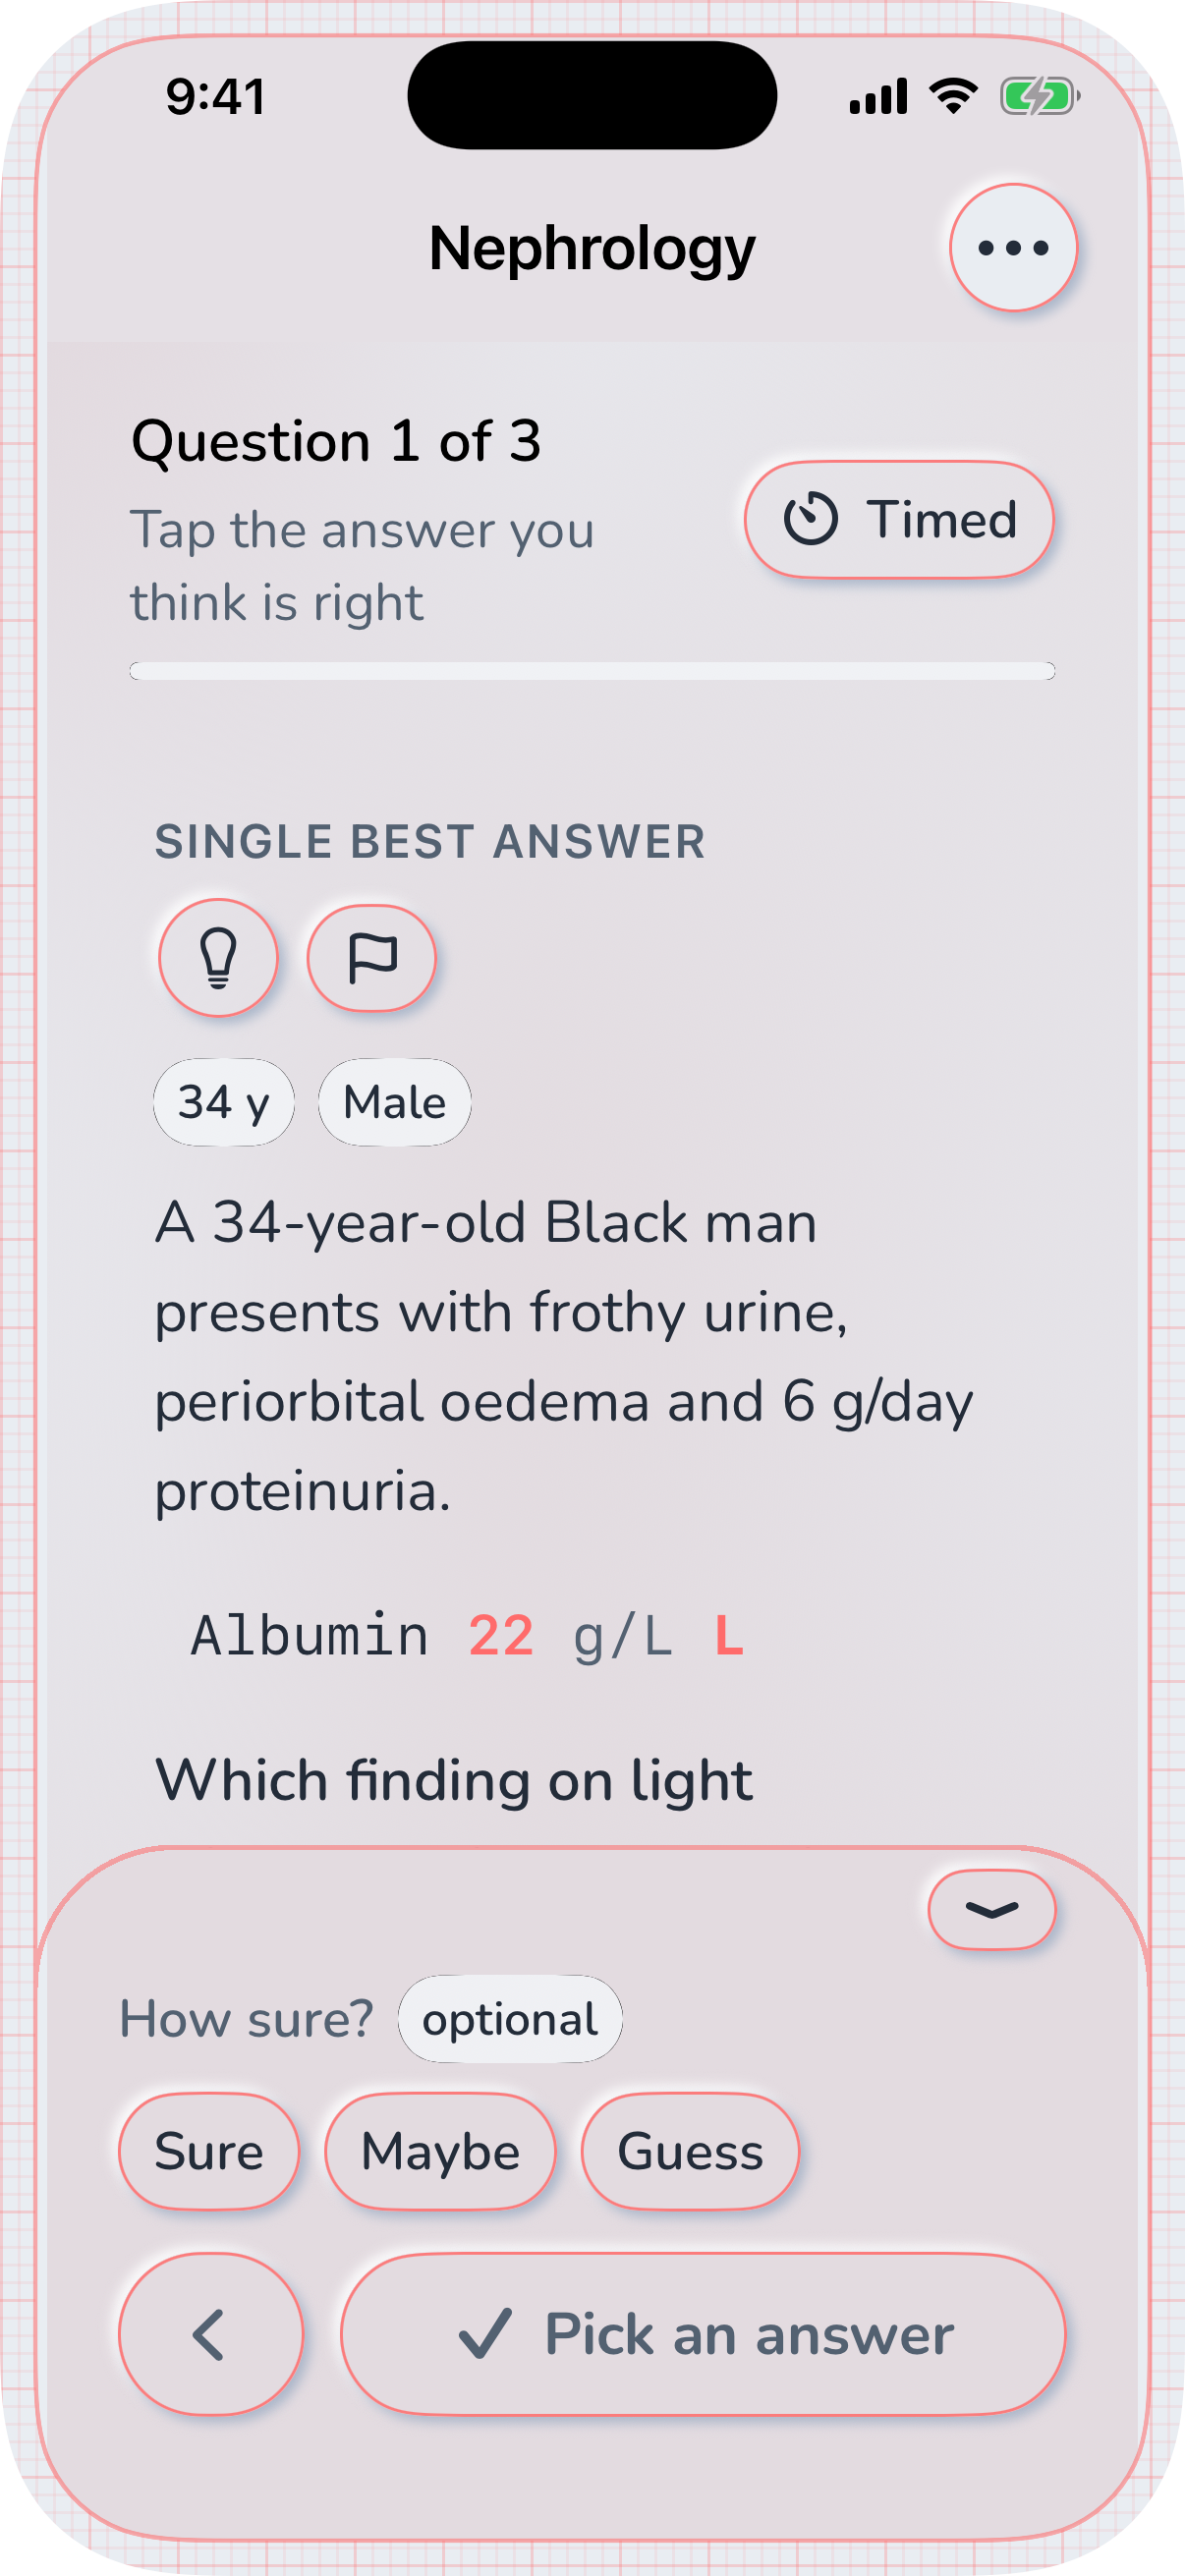 9:41
Nephrology
Question 1 of 3
Tap the answer you
think is right
Timed
SINGLE BEST ANSWER
34 y
Male
A 34-year-old Black man
presents with frothy urine,
periorbital oedema and 6 g/day
proteinuria.
Albumin 22 g/L L
Which finding on light
How sure? optional
Sure
Maybe
Guess
Pick an answer